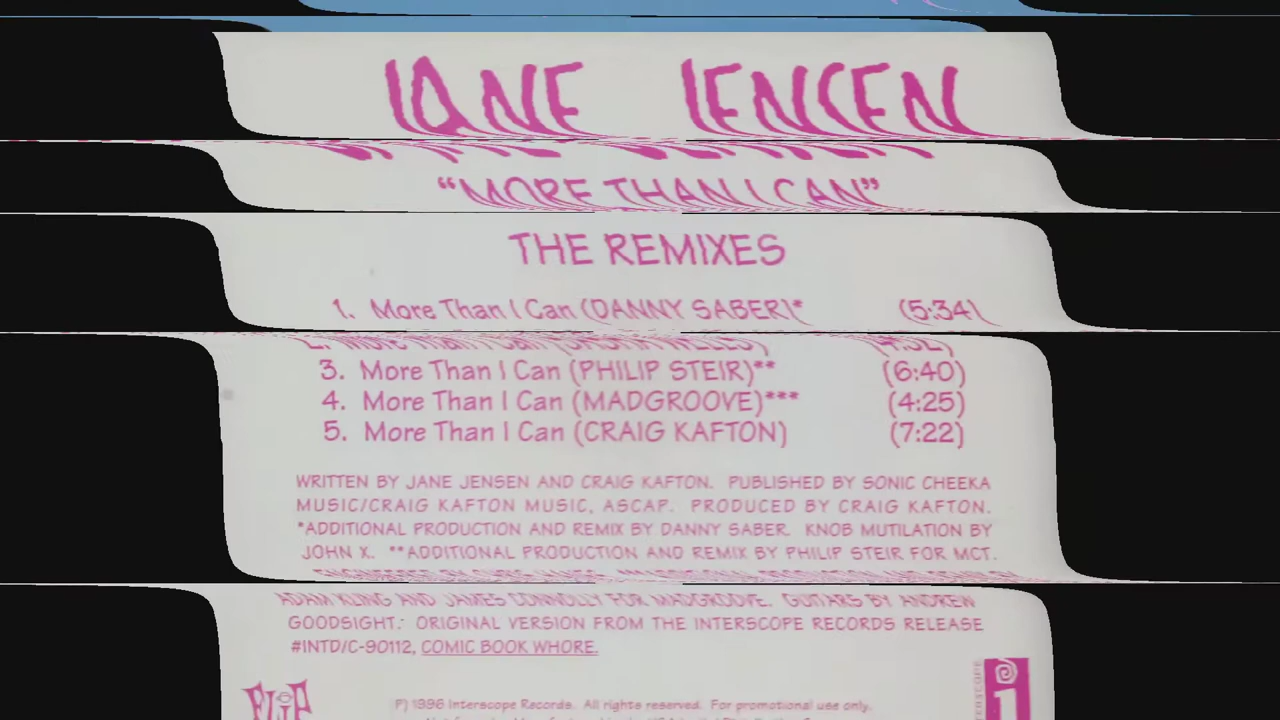 JANE JENSEN
"MORE THAN I CAN"
THE REMIXES
1. More Than I Can (DANNY SABER)* (5:34)
2. More Than I Can
3. More Than I Can (PHILIP STEIR)** (6:40)
4. More Than I Can (MADGROOVE)*** (4:25)
5. More Than I Can (CRAIG KAFTON) (7:22)
WRITTEN BY JANE JENSEN AND CRAIG KAFTON. PUBLISHED BY SONIC CHEEKA
MUSIC/CRAIG KAFTON MUSIC, ASCAP. PRODUCED BY CRAIG KAFTON.
*ADDITIONAL PRODUCTION AND REMIX BY DANNY SABER. KNOB MUTILATION BY
JOHN X. **ADDITIONAL PRODUCTION AND REMIX BY PHILIP STEIR FOR MCT.
ADAM KLING AND JAMES CONNOLLY FOR MADGROOVE. GUITARS BY ANDREW
GOODSIGHT. ORIGINAL VERSION FROM THE INTERSCOPE RECORDS RELEASE
#INTD/C-90112, COMIC BOOK WHORE.
FLIP
P) 1996 Interscope Records. All rights reserved. For promotional use only.